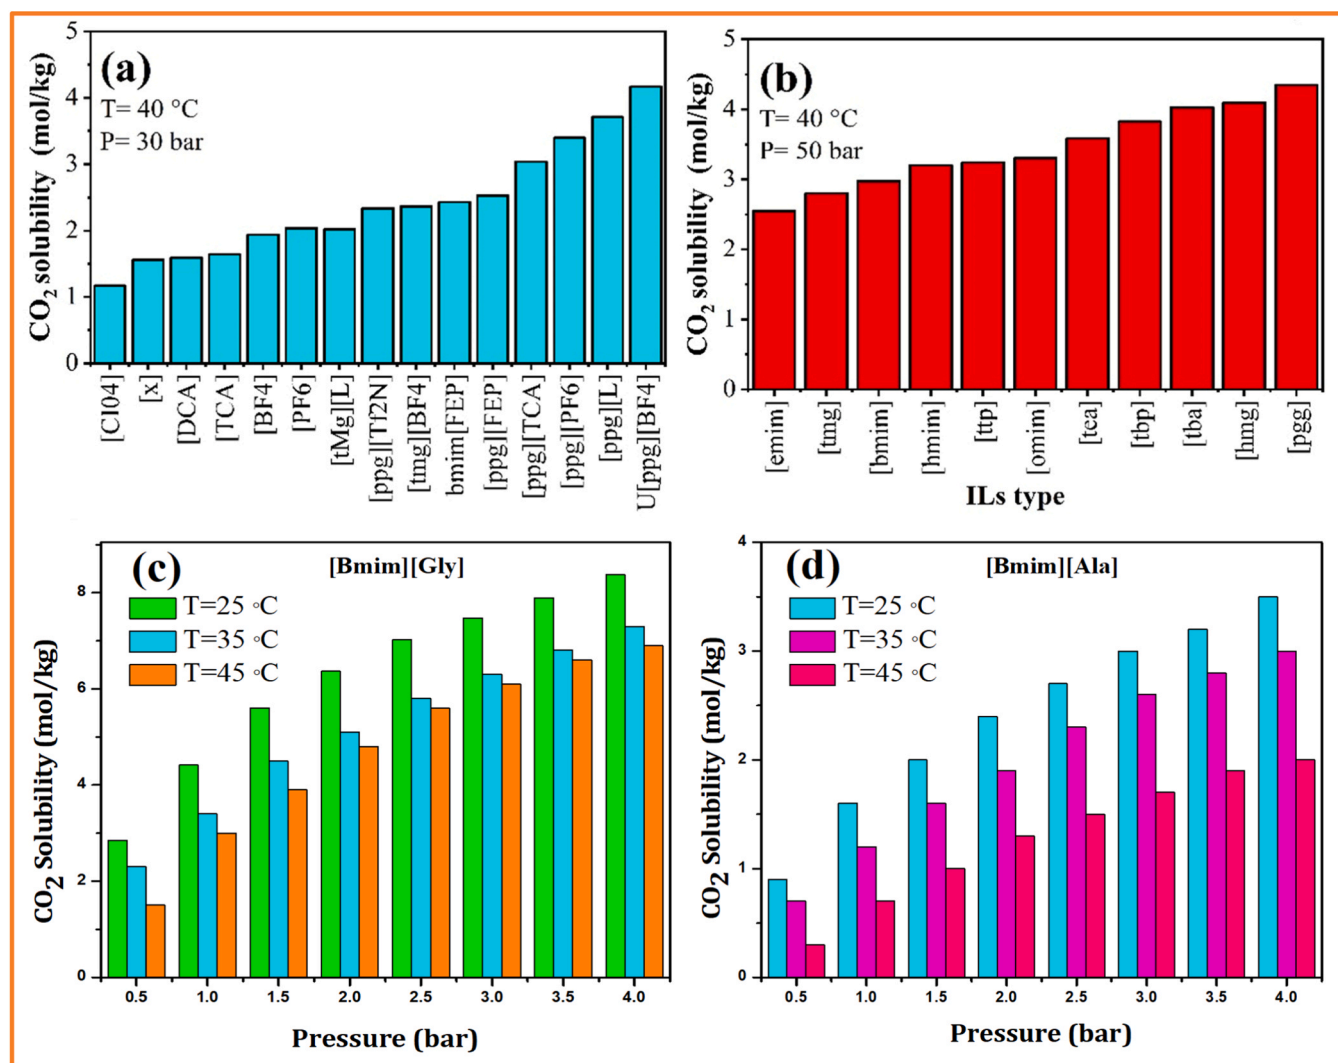 (a)
T= 40 °C
P= 30 bar
CO2 solubility (mol/kg)
5
4
3
2
1
0
[Cl04]
[x]
[DCA]
[TCA]
[BF4]
[PF6]
[tMg][L]
[ppg][Tf2N]
[tmg][BF4]
bmim[FEP]
[ppg][FEP]
[ppg][TCA]
[ppg][PF6]
[ppg][L]
U[ppg][BF4]
(b)
T= 40 °C
P= 50 bar
CO2 solubility (mol/kg)
5
4
3
2
1
0
[emim]
[tmg]
[bmim]
[hmim]
[ttp]
[omim]
[tea]
[tbp]
[tba]
[pgg]
ILs type
(c)
[Bmim][Gly]
T=25 °C
T=35 °C
T=45 °C
CO2 Solubility (mol/kg)
8
6
4
2
0
0.5 1.0 1.5 2.0 2.5 3.0 3.5 4.0
Pressure (bar)
(d)
[Bmim][Ala]
T=25 °C
T=35 °C
T=45 °C
CO2 Solubility (mol/kg)
4
3
2
1
0
0.5 1.0 1.5 2.0 2.5 3.0 3.5 4.0
Pressure (bar)